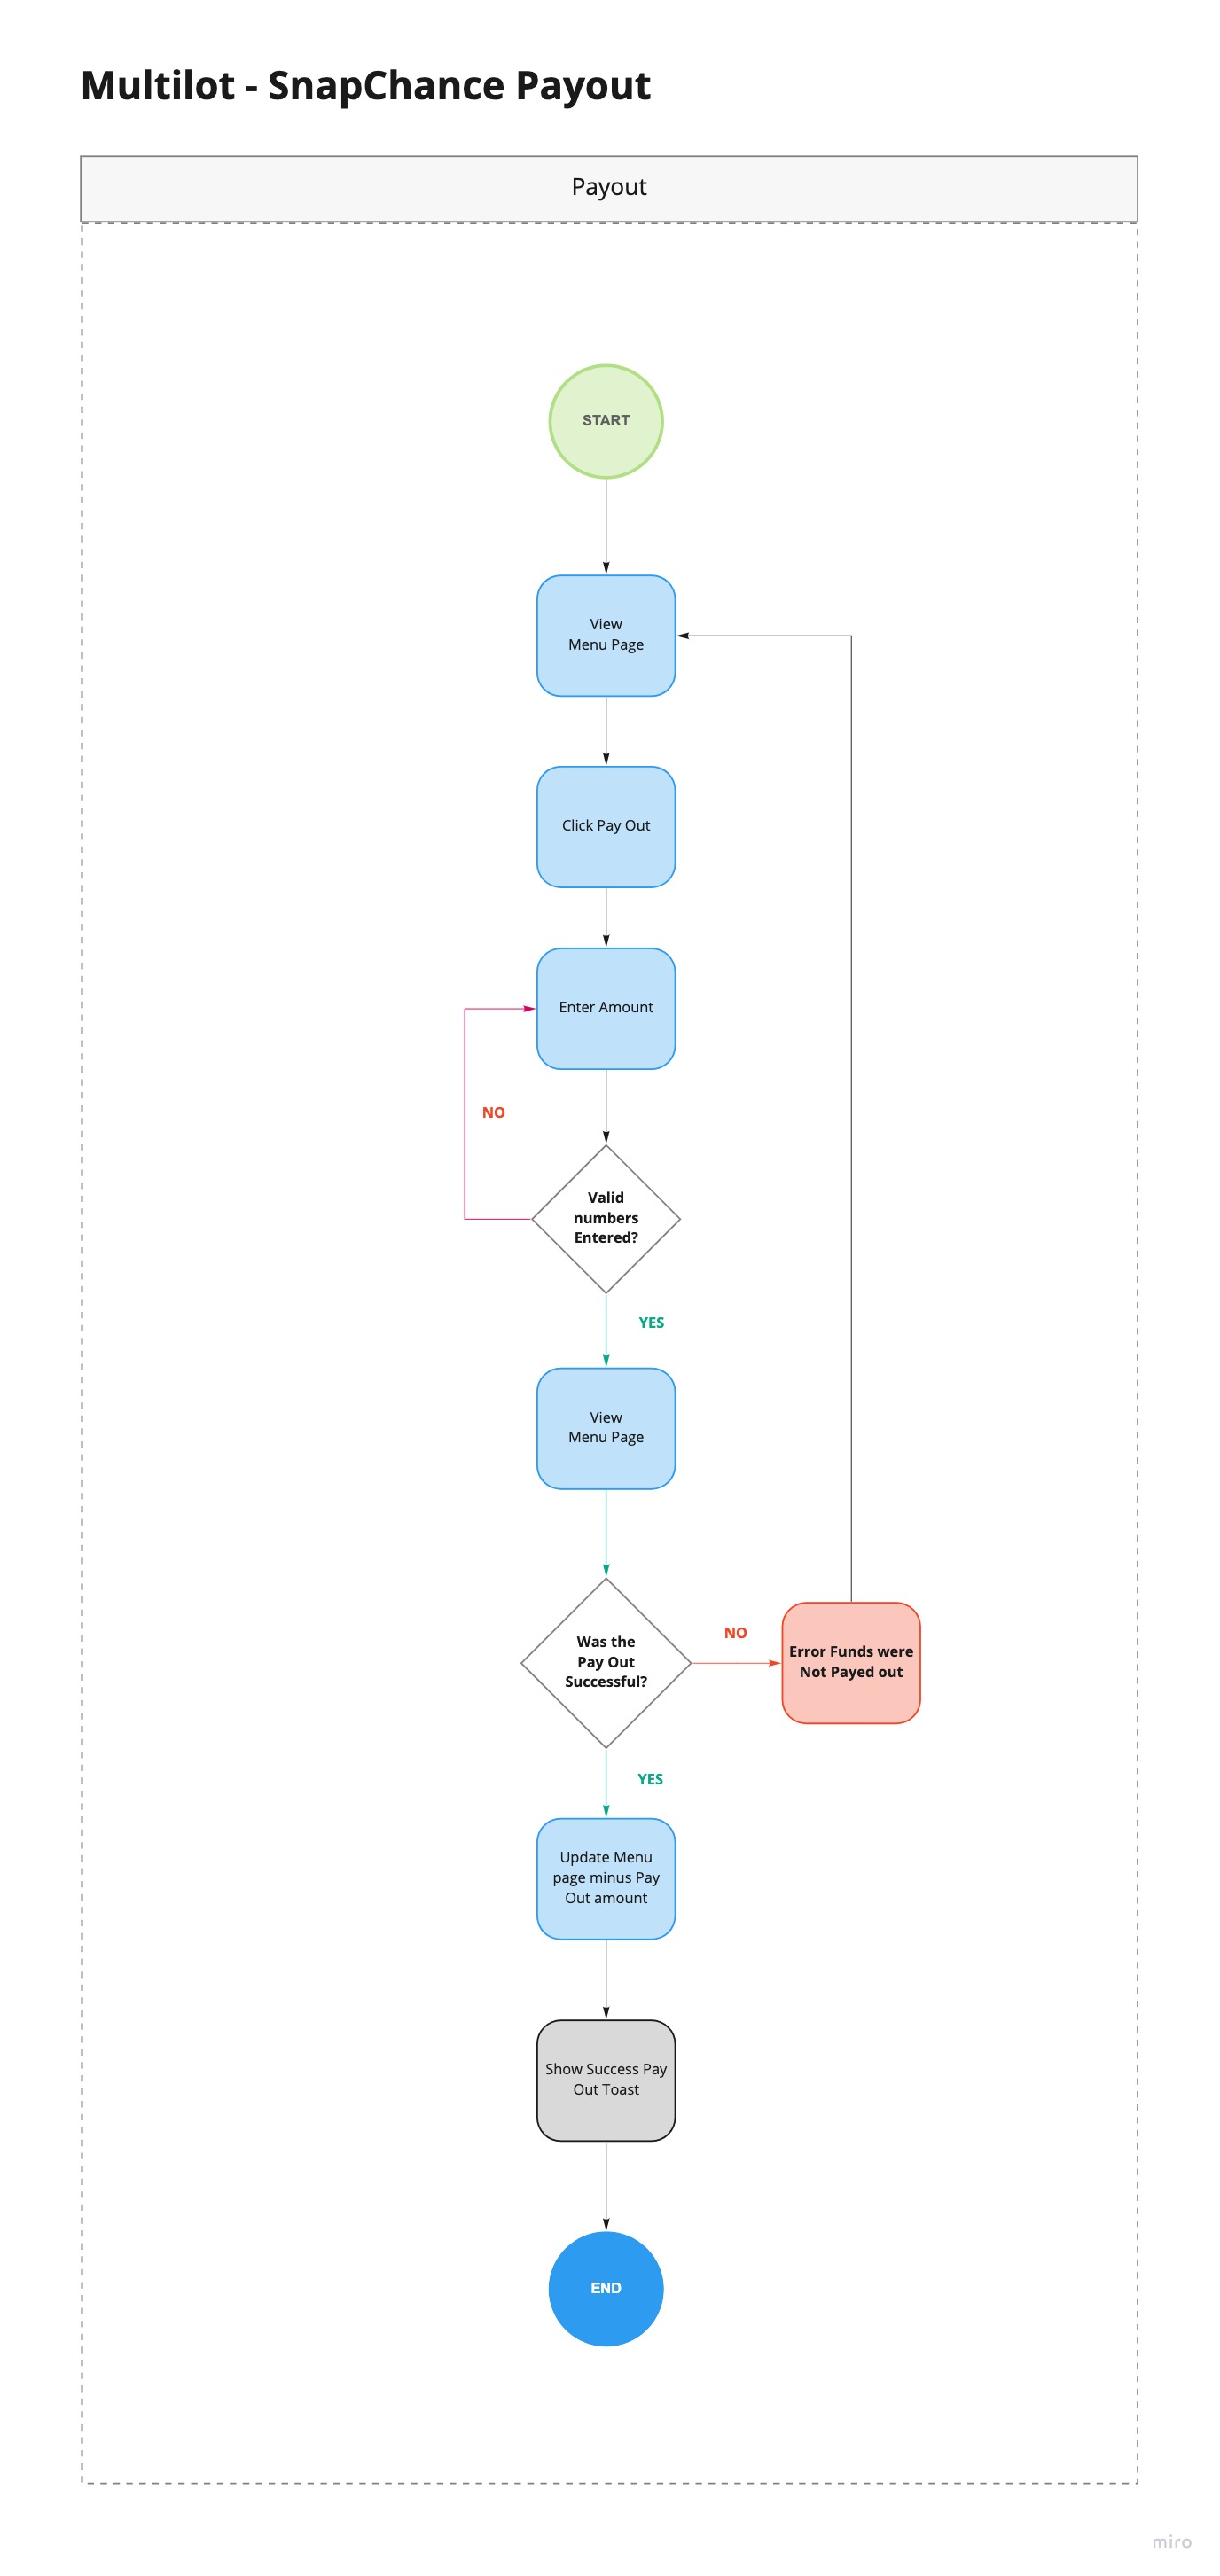 Multilot - SnapChance Payout
Payout
START
View
Menu Page
Click Pay Out
Enter Amount
NO
Valid
numbers
Entered?
YES
View
Menu Page
Was the
Pay Out
Successful?
NO
Error Funds were
Not Payed out
YES
Update Menu
page minus Pay
Out amount
Show Success Pay
Out Toast
END
miro